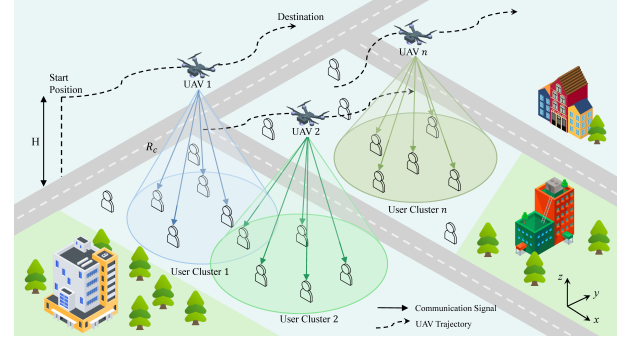 Destination
UAV n
Start
Position
UAV 1
UAV 2
H
R_c
User Cluster n
User Cluster 1
User Cluster 2
z
y
x
Communication Signal
UAV Trajectory